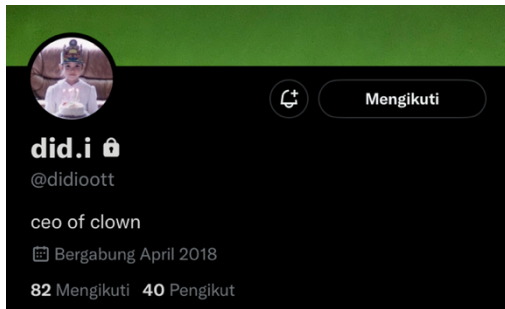 Mengikuti
did.i
@didioott
ceo of clown
Bergabung April 2018
82 Mengikuti 40 Pengikut